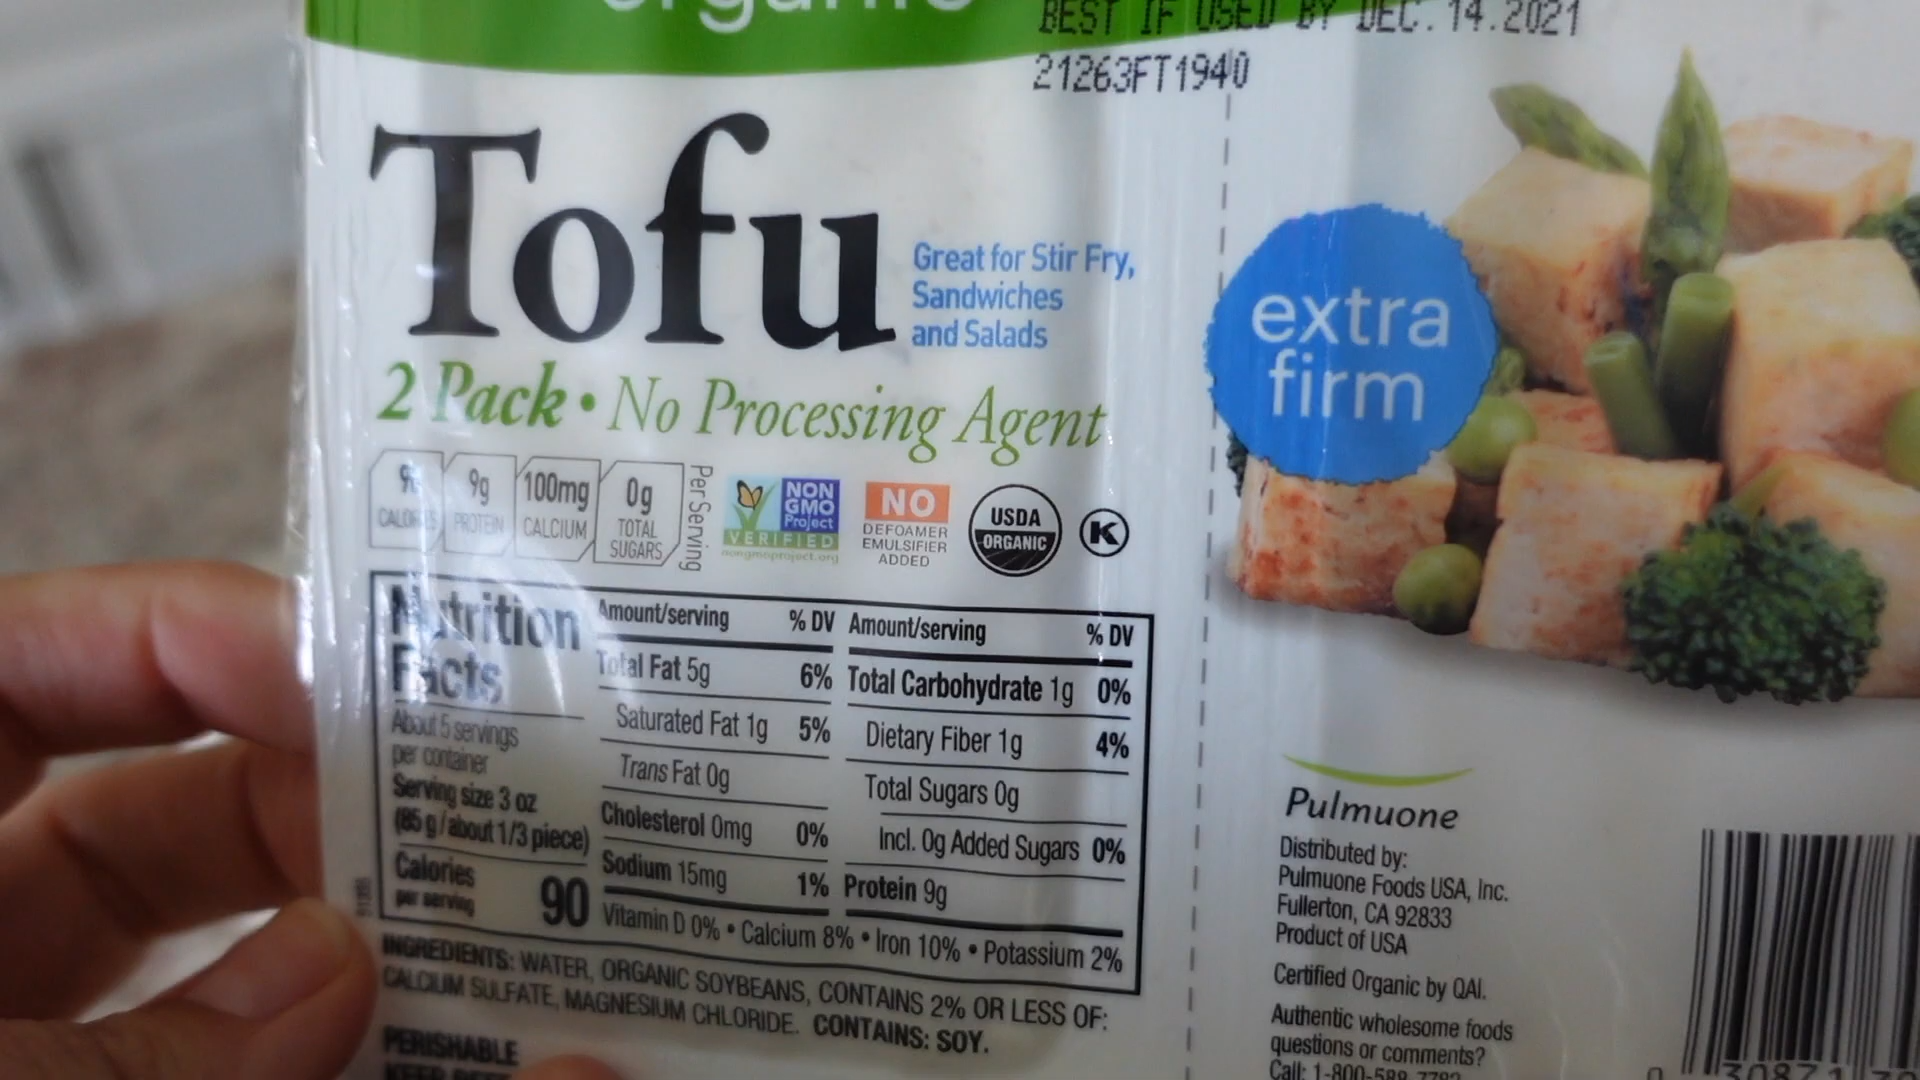 organic
BEST IF USED BY DEC.14.2021
21263FT1940
Tofu
Great for Stir Fry,
Sandwiches
and Salads
extra
firm
2 Pack • No Processing Agent
CALORIES
9g
PROTEIN
100mg
CALCIUM
0g
TOTAL
SUGARS
Per Serving
NON
GMO
Project
VERIFIED
nongmoproject.org
NO
DEFOAMER
EMULSIFIER
ADDED
USDA
ORGANIC
K
Nutrition
Facts
About 5 servings
per container
Serving size 3 oz
(85 g/about 1/3 piece)
Calories
per serving
90
Amount/serving % DV
Total Fat 5g 6%
Saturated Fat 1g 5%
Trans Fat 0g
Cholesterol 0mg 0%
Sodium 15mg 1%
Amount/serving % DV
Total Carbohydrate 1g 0%
Dietary Fiber 1g 4%
Total Sugars 0g
Incl. 0g Added Sugars 0%
Protein 9g
Vitamin D 0% • Calcium 8% • Iron 10% • Potassium 2%
INGREDIENTS: WATER, ORGANIC SOYBEANS, CONTAINS 2% OR LESS OF:
CALCIUM SULFATE, MAGNESIUM CHLORIDE. CONTAINS: SOY.
PERISHABLE
Pulmuone
Distributed by:
Pulmuone Foods USA, Inc.
Fullerton, CA 92833
Product of USA
Certified Organic by QAI.
Authentic wholesome foods
questions or comments?
Call: 1-800-588-7782
0 30871